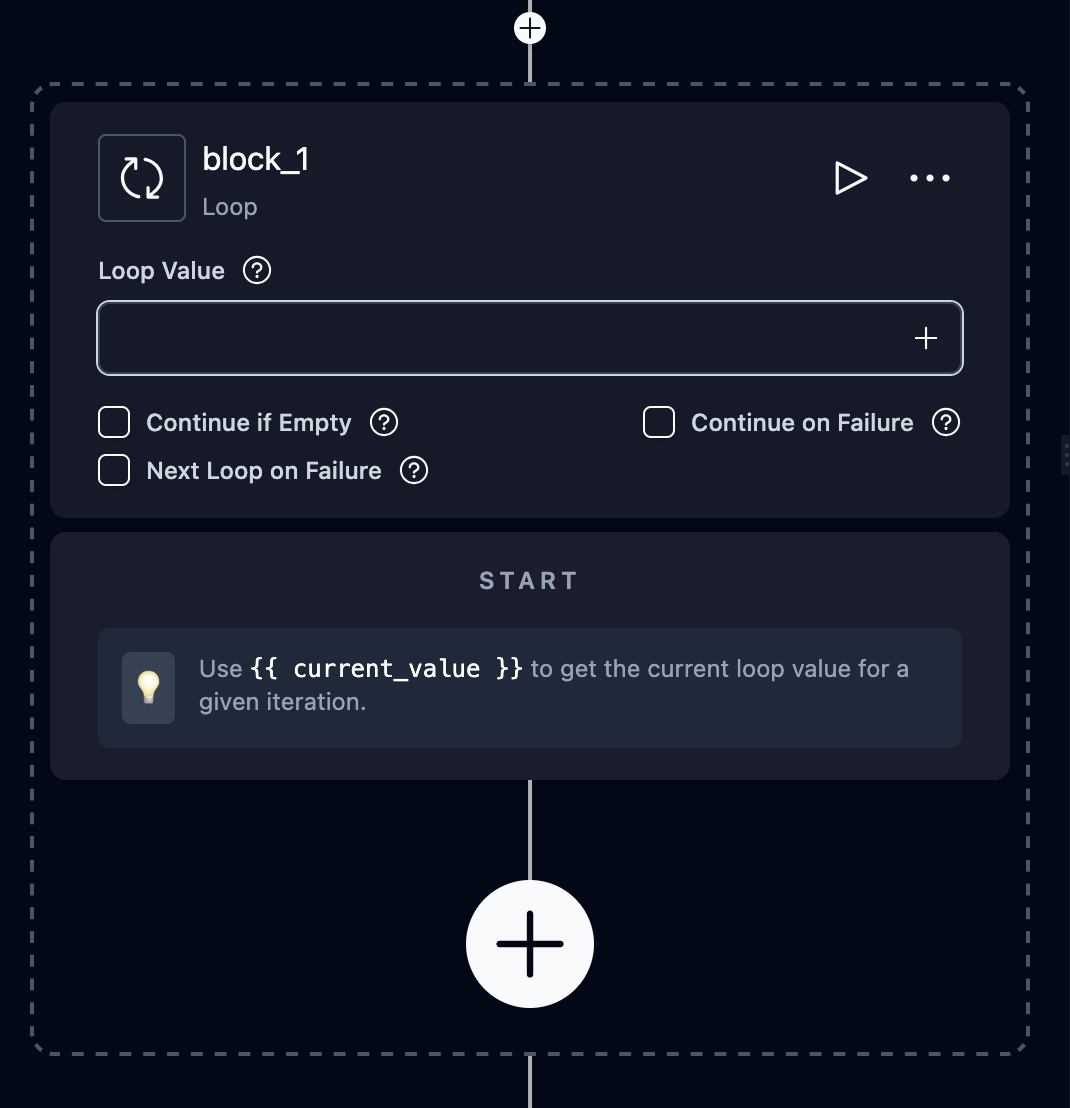 block_1
Loop
Loop Value
Continue if Empty
Continue on Failure
Next Loop on Failure
START
Use {{ current_value }} to get the current loop value for a
given iteration.